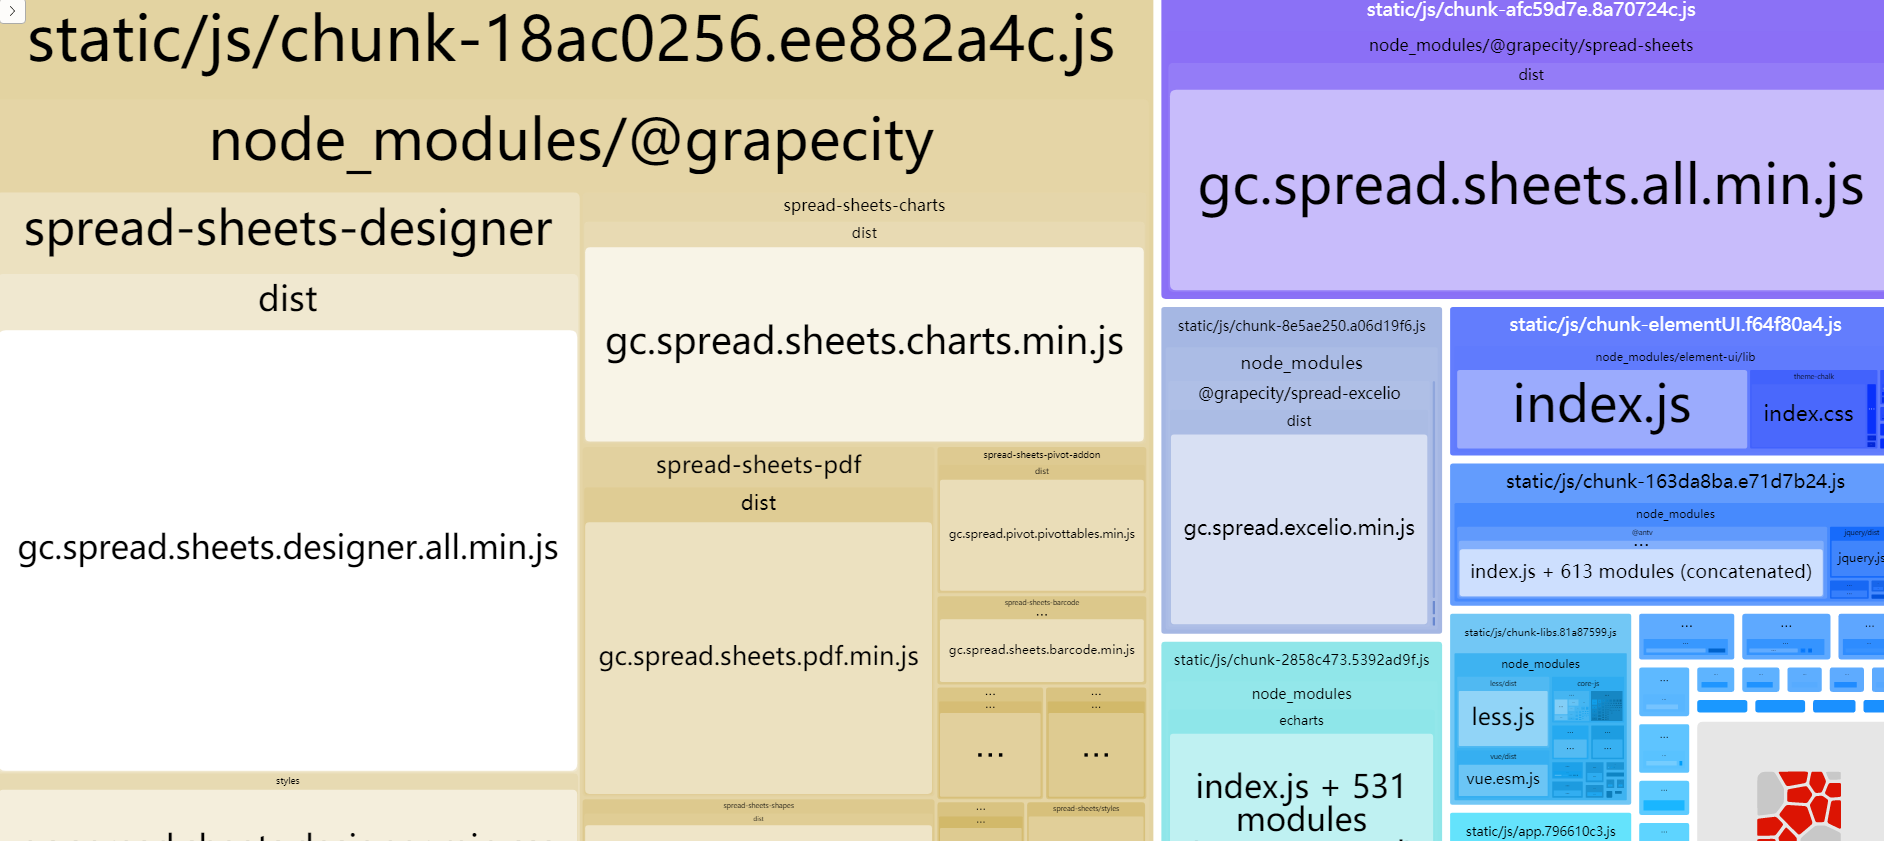 static/js/chunk-18ac0256.ee882a4c.js
node_modules/@grapecity
spread-sheets-designer
dist
gc.spread.sheets.designer.all.min.js
styles
spread-sheets-charts
dist
gc.spread.sheets.charts.min.js
spread-sheets-pdf
dist
gc.spread.sheets.pdf.min.js
spread-sheets-shapes
dist
spread-sheets-pivot-addon
dist
gc.spread.pivot.pivottables.min.js
spread-sheets-barcode
...
gc.spread.sheets.barcode.min.js
...
...
...
...
...
...
...
...
spread-sheets/styles
static/js/chunk-afc59d7e.8a70724c.js
node_modules/@grapecity/spread-sheets
dist
gc.spread.sheets.all.min.js
static/js/chunk-8e5ae250.a06d19f6.js
node_modules
@grapecity/spread-excelio
dist
gc.spread.excelio.min.js
static/js/chunk-2858c473.5392ad9f.js
node_modules
echarts
index.js + 531
modules
static/js/chunk-elementUI.f64f80a4.js
node_modules/element-ui/lib
index.js
theme-chalk
index.css
static/js/chunk-163da8ba.e71d7b24.js
node_modules
@antv
...
index.js + 613 modules (concatenated)
jquery/dist
jquery.js
static/js/chunk-libs.81a87599.js
node_modules
less/dist
less.js
core-js
vue/dist
vue.esm.js
static/js/app.796610c3.js